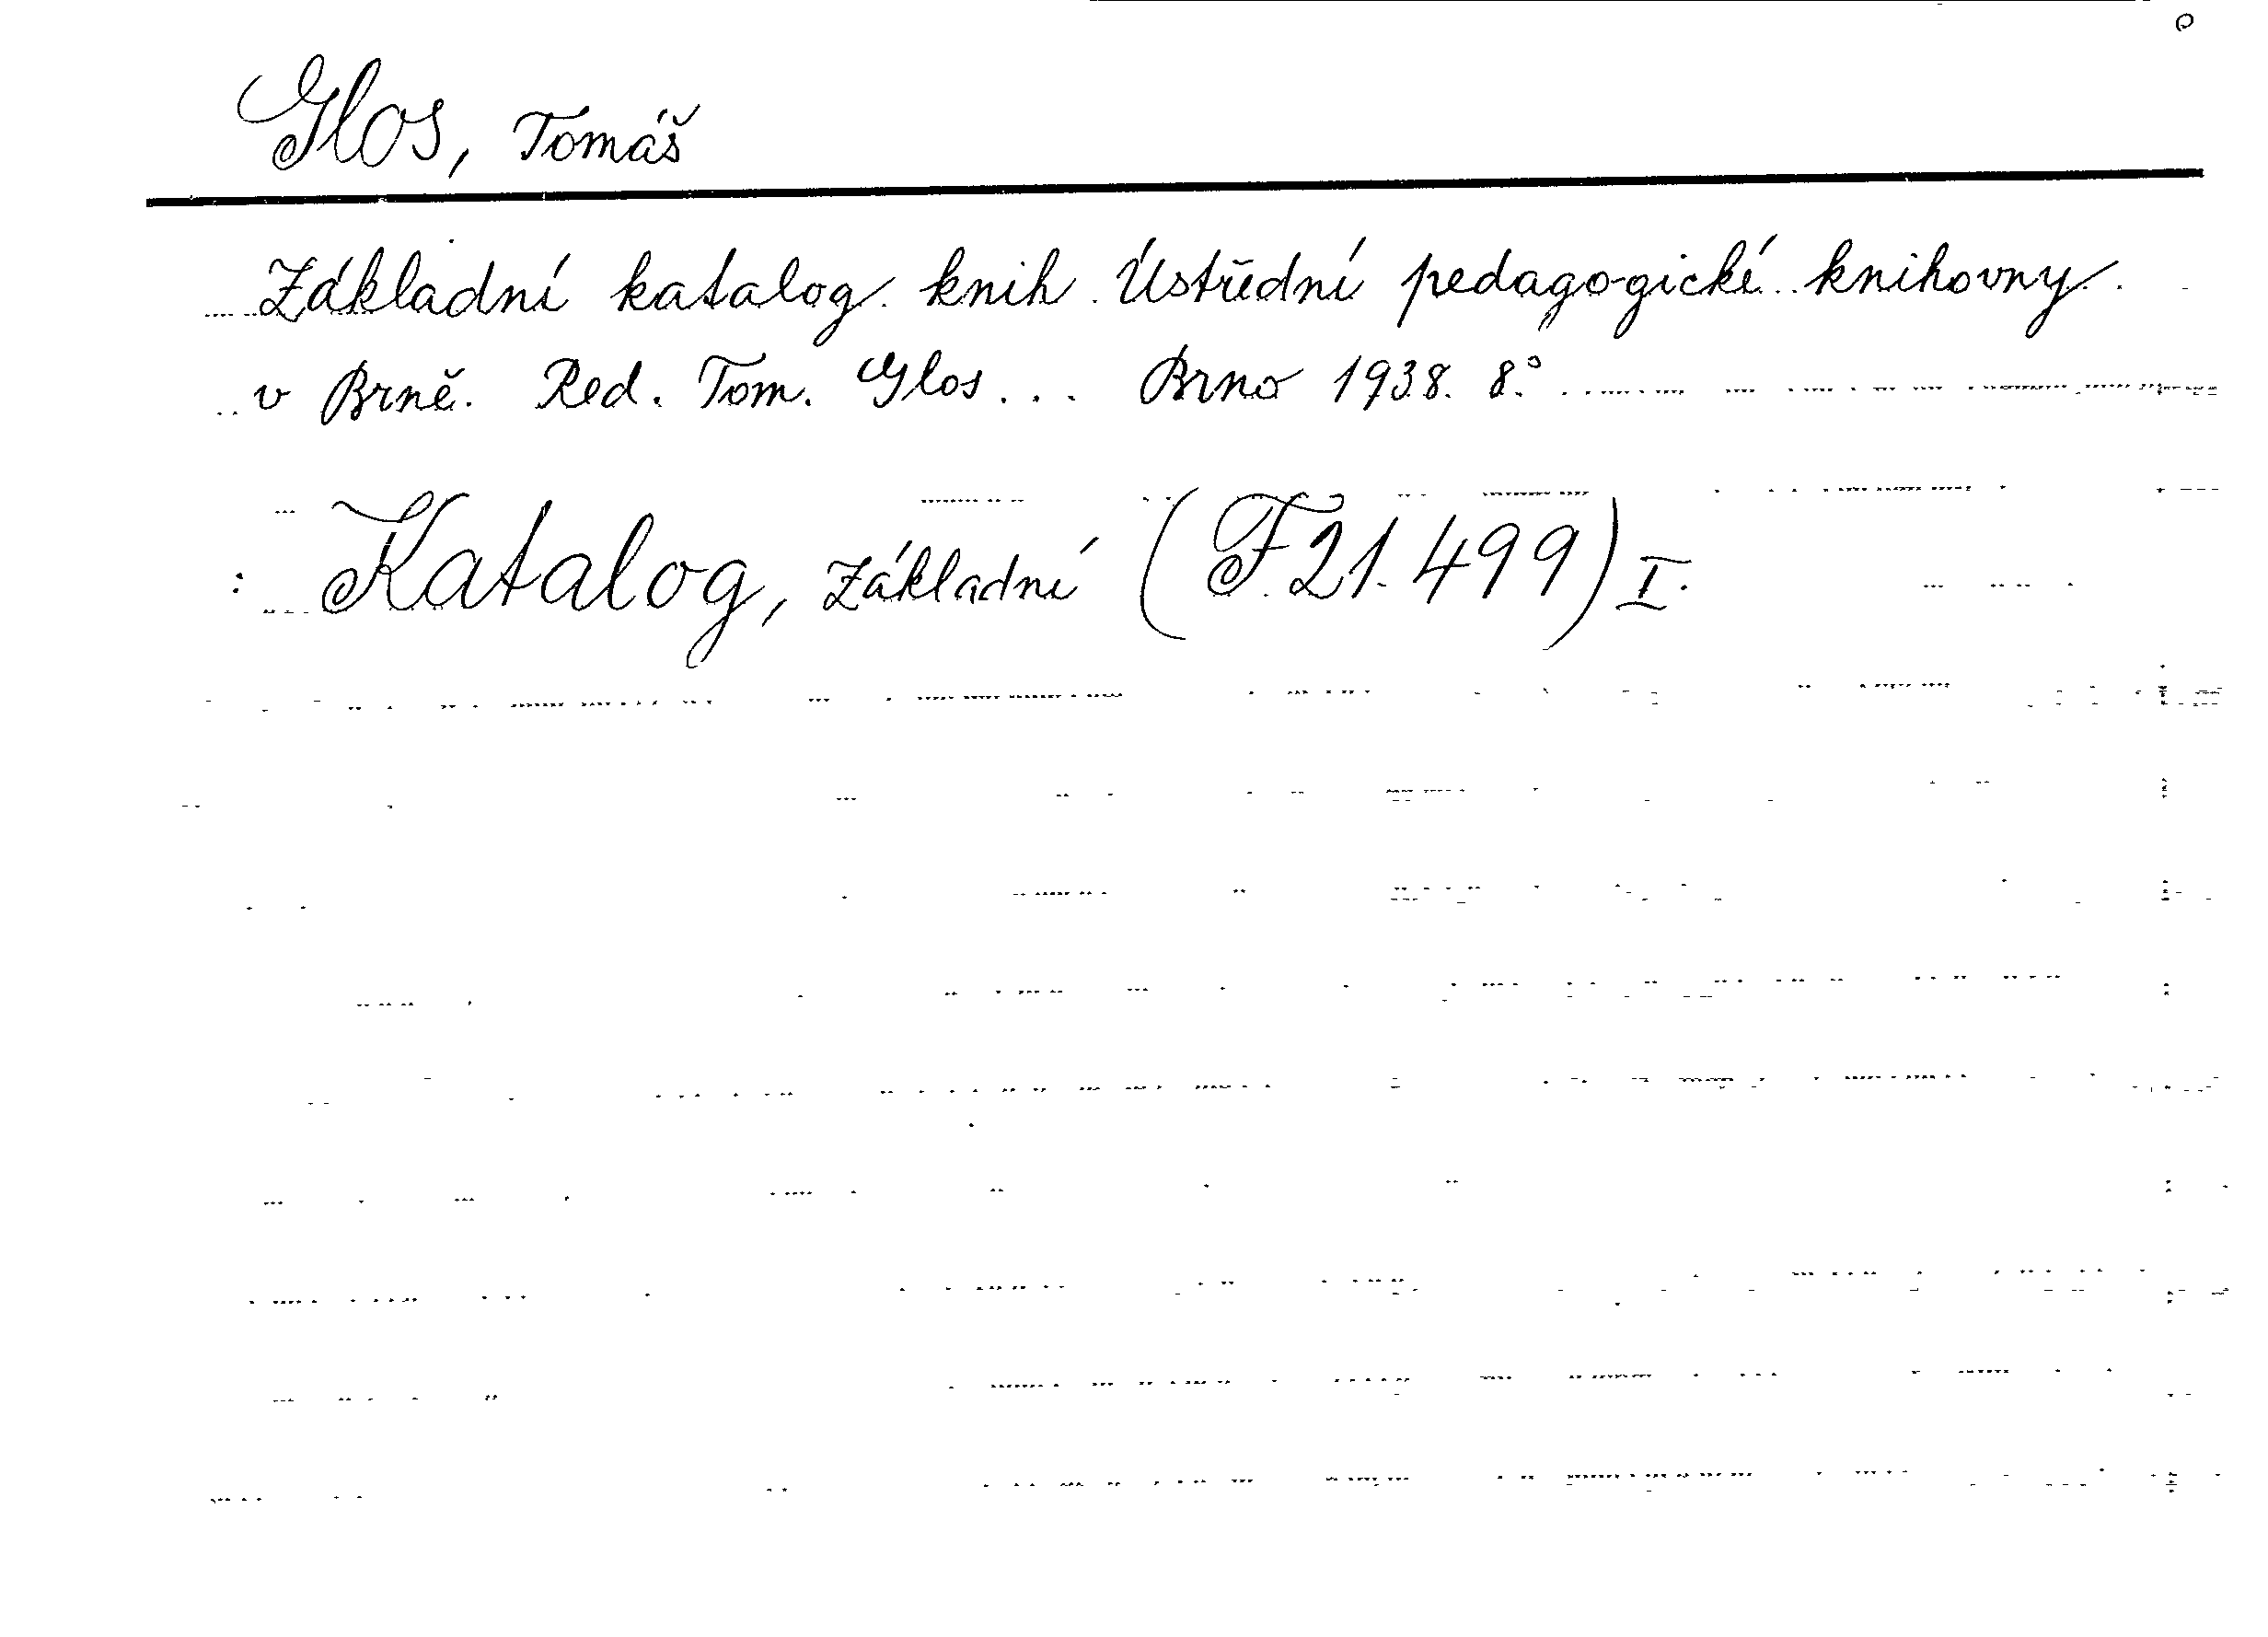 Glos, Tomáš
Základní katalog knih Ústřední pedagogické knihovny
v Brně. Red. Tom. Glos... Brno 1938. 8.°
: Katalog, základní (F 21.499) I.